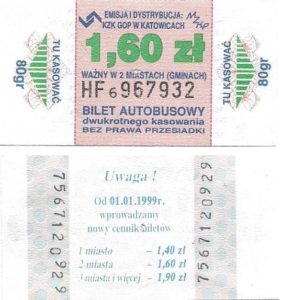 EMISJA I DYSTRYBUCJA:
KZK GOP W KATOWICACH
1,60 zł
WAŻNY W 2 MIASTACH (GMINACH)
HF 6 967932
BILET AUTOBUSOWY
dwukrotnego kasowania
BEZ PRAWA PRZESIADKI
TU KASOWAĆ
80gr
TU KASOWAĆ
80gr
Uwaga !
Od 01.01.1999r.
wprowadzamy
nowy cennik biletów
1 miasto - 1,40 zł
2 miasta - 1,60 zł
3 miasta i więcej - 1,90 zł
7567120929
7567120929